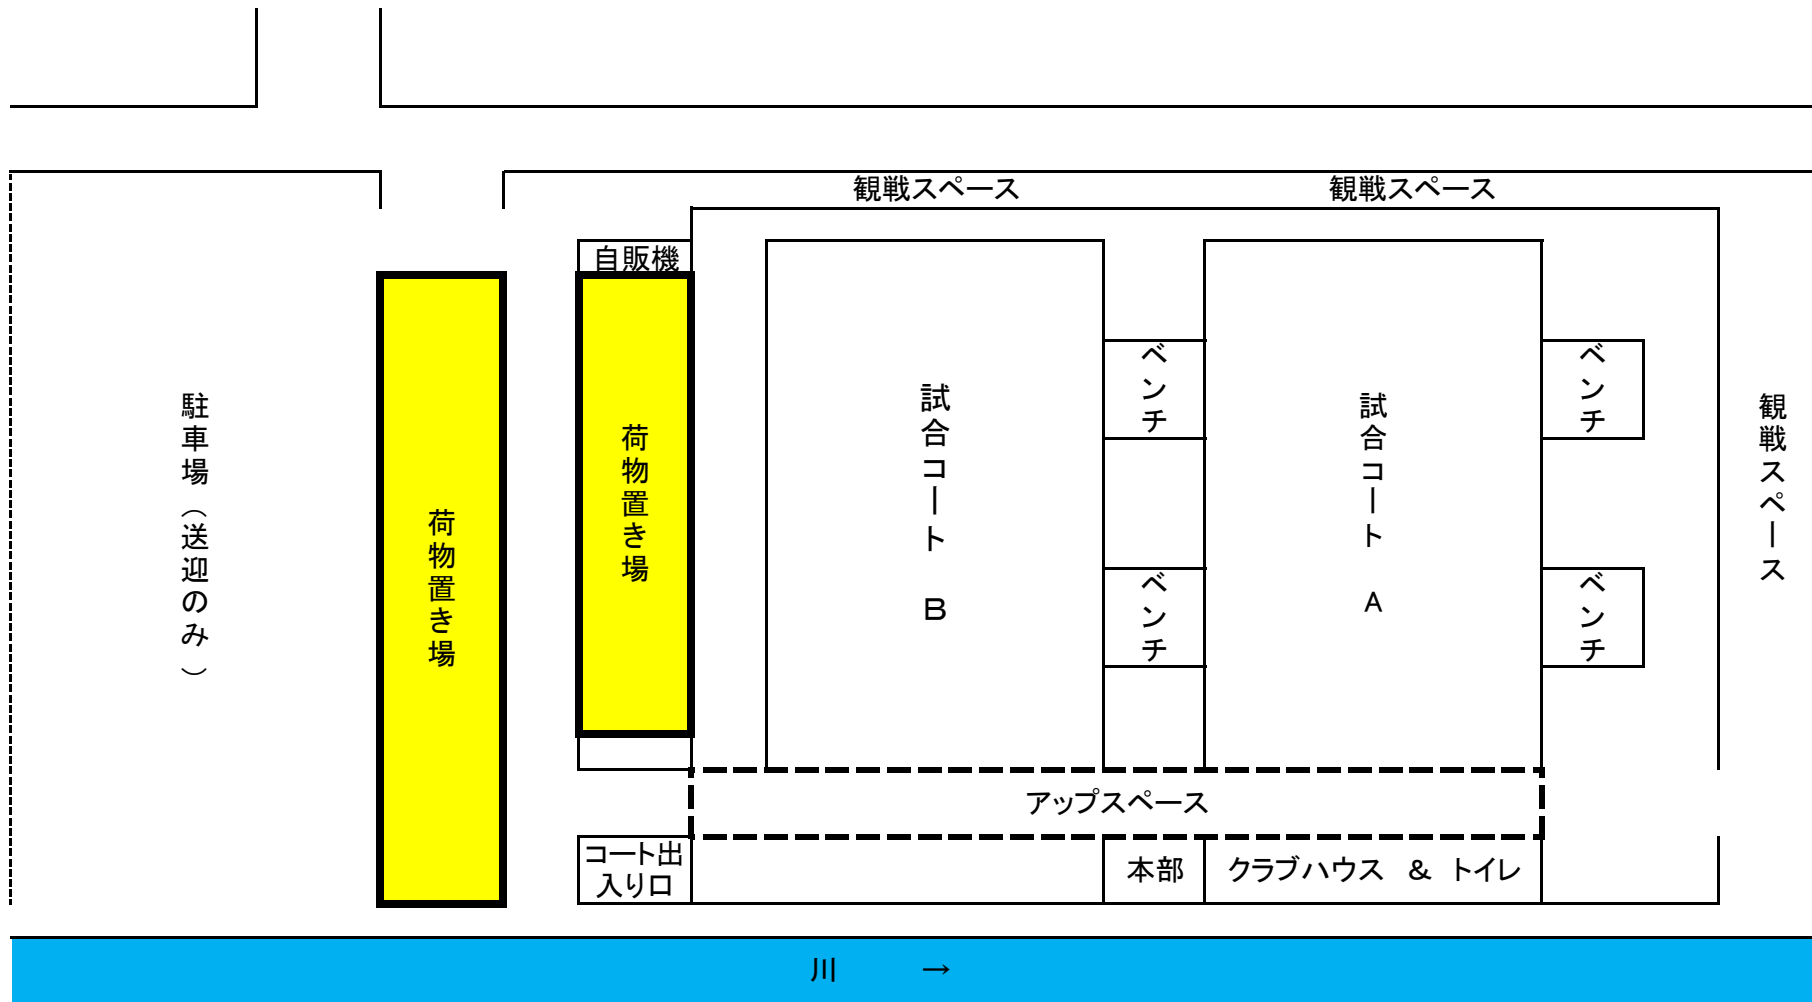 観戦スペース
観戦スペース
自販機
駐車場（送迎のみ）
荷物置き場
荷物置き場
試合コート　B
ベンチ
ベンチ
試合コート　A
ベンチ
ベンチ
観戦スペース
アップスペース
コート出
入り口
本部
クラブハウス　&　トイレ
川　→